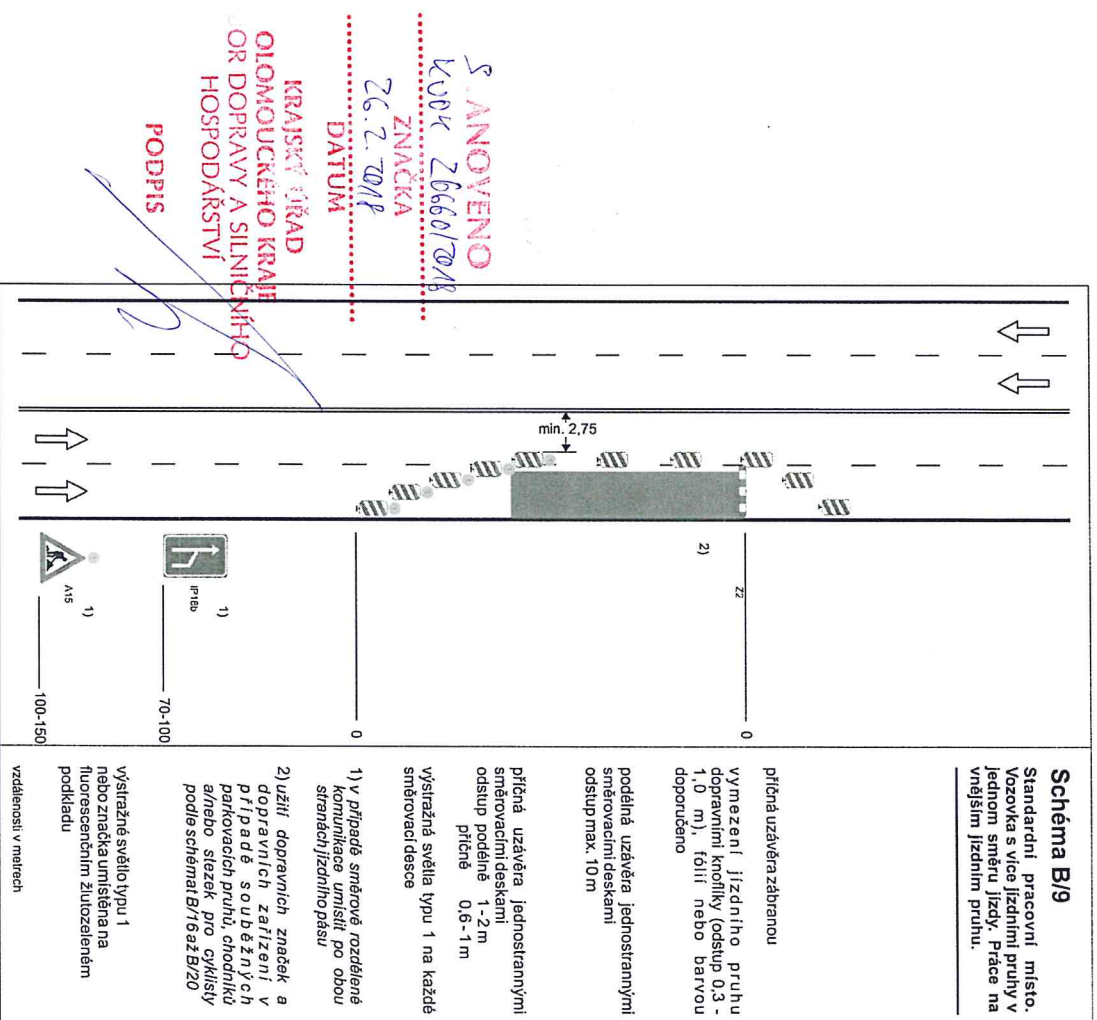 Schéma B/9
Standardní pracovní místo.
Vozovka s více jízdními pruhy v
jednom směru jízdy. Práce na
vnějším jízdním pruhu.
příčná uzávěra zábranou
vymezení jízdního pruhu
dopravními knoflíky (odstup 0,3 -
1,0 m), fólií nebo barvou
doporučeno
podélná uzávěra jednostrannými
směrovacími deskami
odstup max. 10 m
příčná uzávěra jednostrannými
směrovacími deskami
odstup podélně 1 - 2 m
příčně 0,6 - 1 m
výstražná světla typu 1 na každé
směrovací desce
1) v případě směrově rozdělené
komunikace umístit po obou
stranách jízdního pásu
2) užití dopravních značek a
dopravních zařízení v
případě souběžných
parkovacích pruhů, chodníků
a/nebo stezek pro cyklisty
podle schémat B/16 až B/20
výstražné světlo typu 1
nebo značka umístěna na
fluorescenčním žlutozeleném
podkladu
vzdálenosti v metrech
min. 2,75
Z2
0
2)
0
1)
IP18b
70-100
1)
A15
100-150
S ANOVENO
KUOK 26660/2018
ZNAČKA
26.2.2018
DATUM
KRAJSKÝ ÚŘAD
OLOMOUCKÉHO KRAJE
OR DOPRAVY A SILNIČNÍHO
HOSPODÁŘSTVÍ
PODPIS